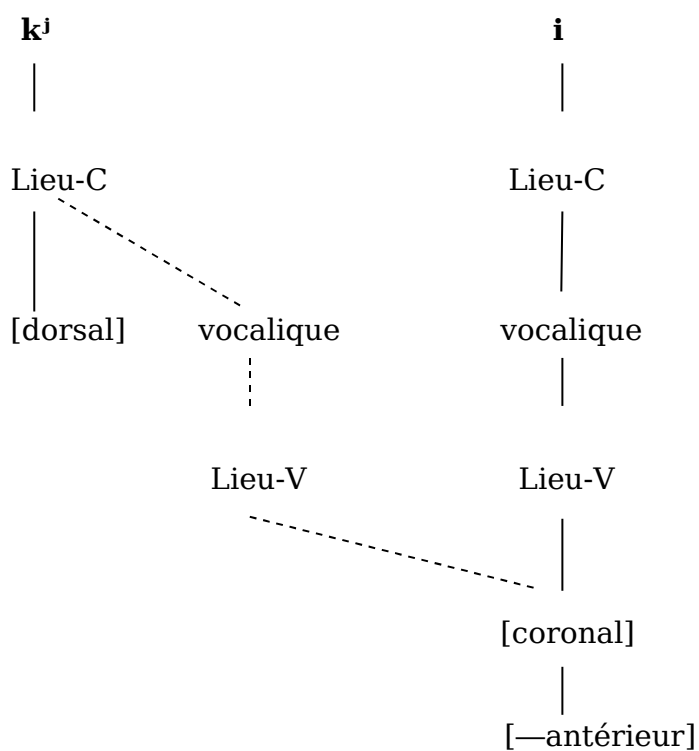 kʲ i
Lieu-C Lieu-C
[dorsal] vocalique vocalique
Lieu-V Lieu-V
[coronal]
[—antérieur]